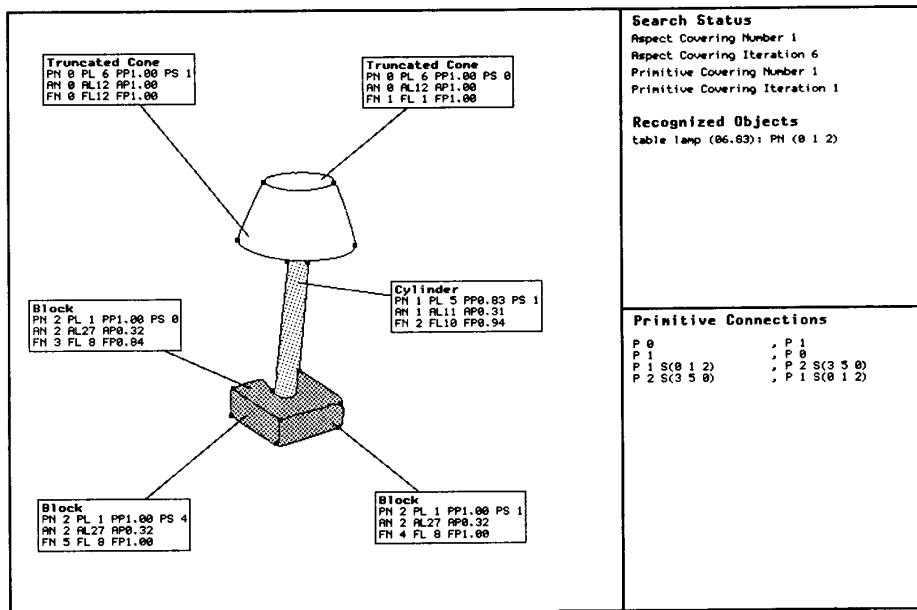 Truncated Cone
PN 0 PL 6 PP1.00 PS 1
AN 0 AL12 AP1.00
FN 0 FL12 FP1.00
Truncated Cone
PN 0 PL 6 PP1.00 PS 0
AN 0 AL12 AP1.00
FN 1 FL 1 FP1.00
Cylinder
PN 1 PL 5 PP0.83 PS 1
AN 1 AL11 AP0.31
FN 2 FL10 FP0.94
Block
PN 2 PL 1 PP1.00 PS 0
AN 2 AL27 AP0.32
FN 3 FL 8 FP0.84
Block
PN 2 PL 1 PP1.00 PS 4
AN 2 AL27 AP0.32
FN 5 FL 8 FP1.00
Block
PN 2 PL 1 PP1.00 PS 1
AN 2 AL27 AP0.32
FN 4 FL 8 FP1.00
Search Status
Aspect Covering Number 1
Aspect Covering Iteration 6
Primitive Covering Number 1
Primitive Covering Iteration 1
Recognized Objects
table lamp (06.83): PN (0 1 2)
Primitive Connections
P 0 , P 1
P 1 , P 0
P 1 S(0 1 2) , P 2 S(3 5 0)
P 2 S(3 5 0) , P 1 S(0 1 2)